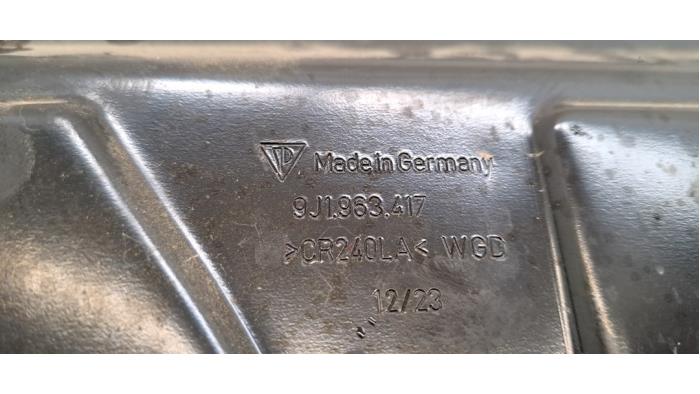 Made in Germany
9J1.963.417
>CR240LA< WGD
12/23